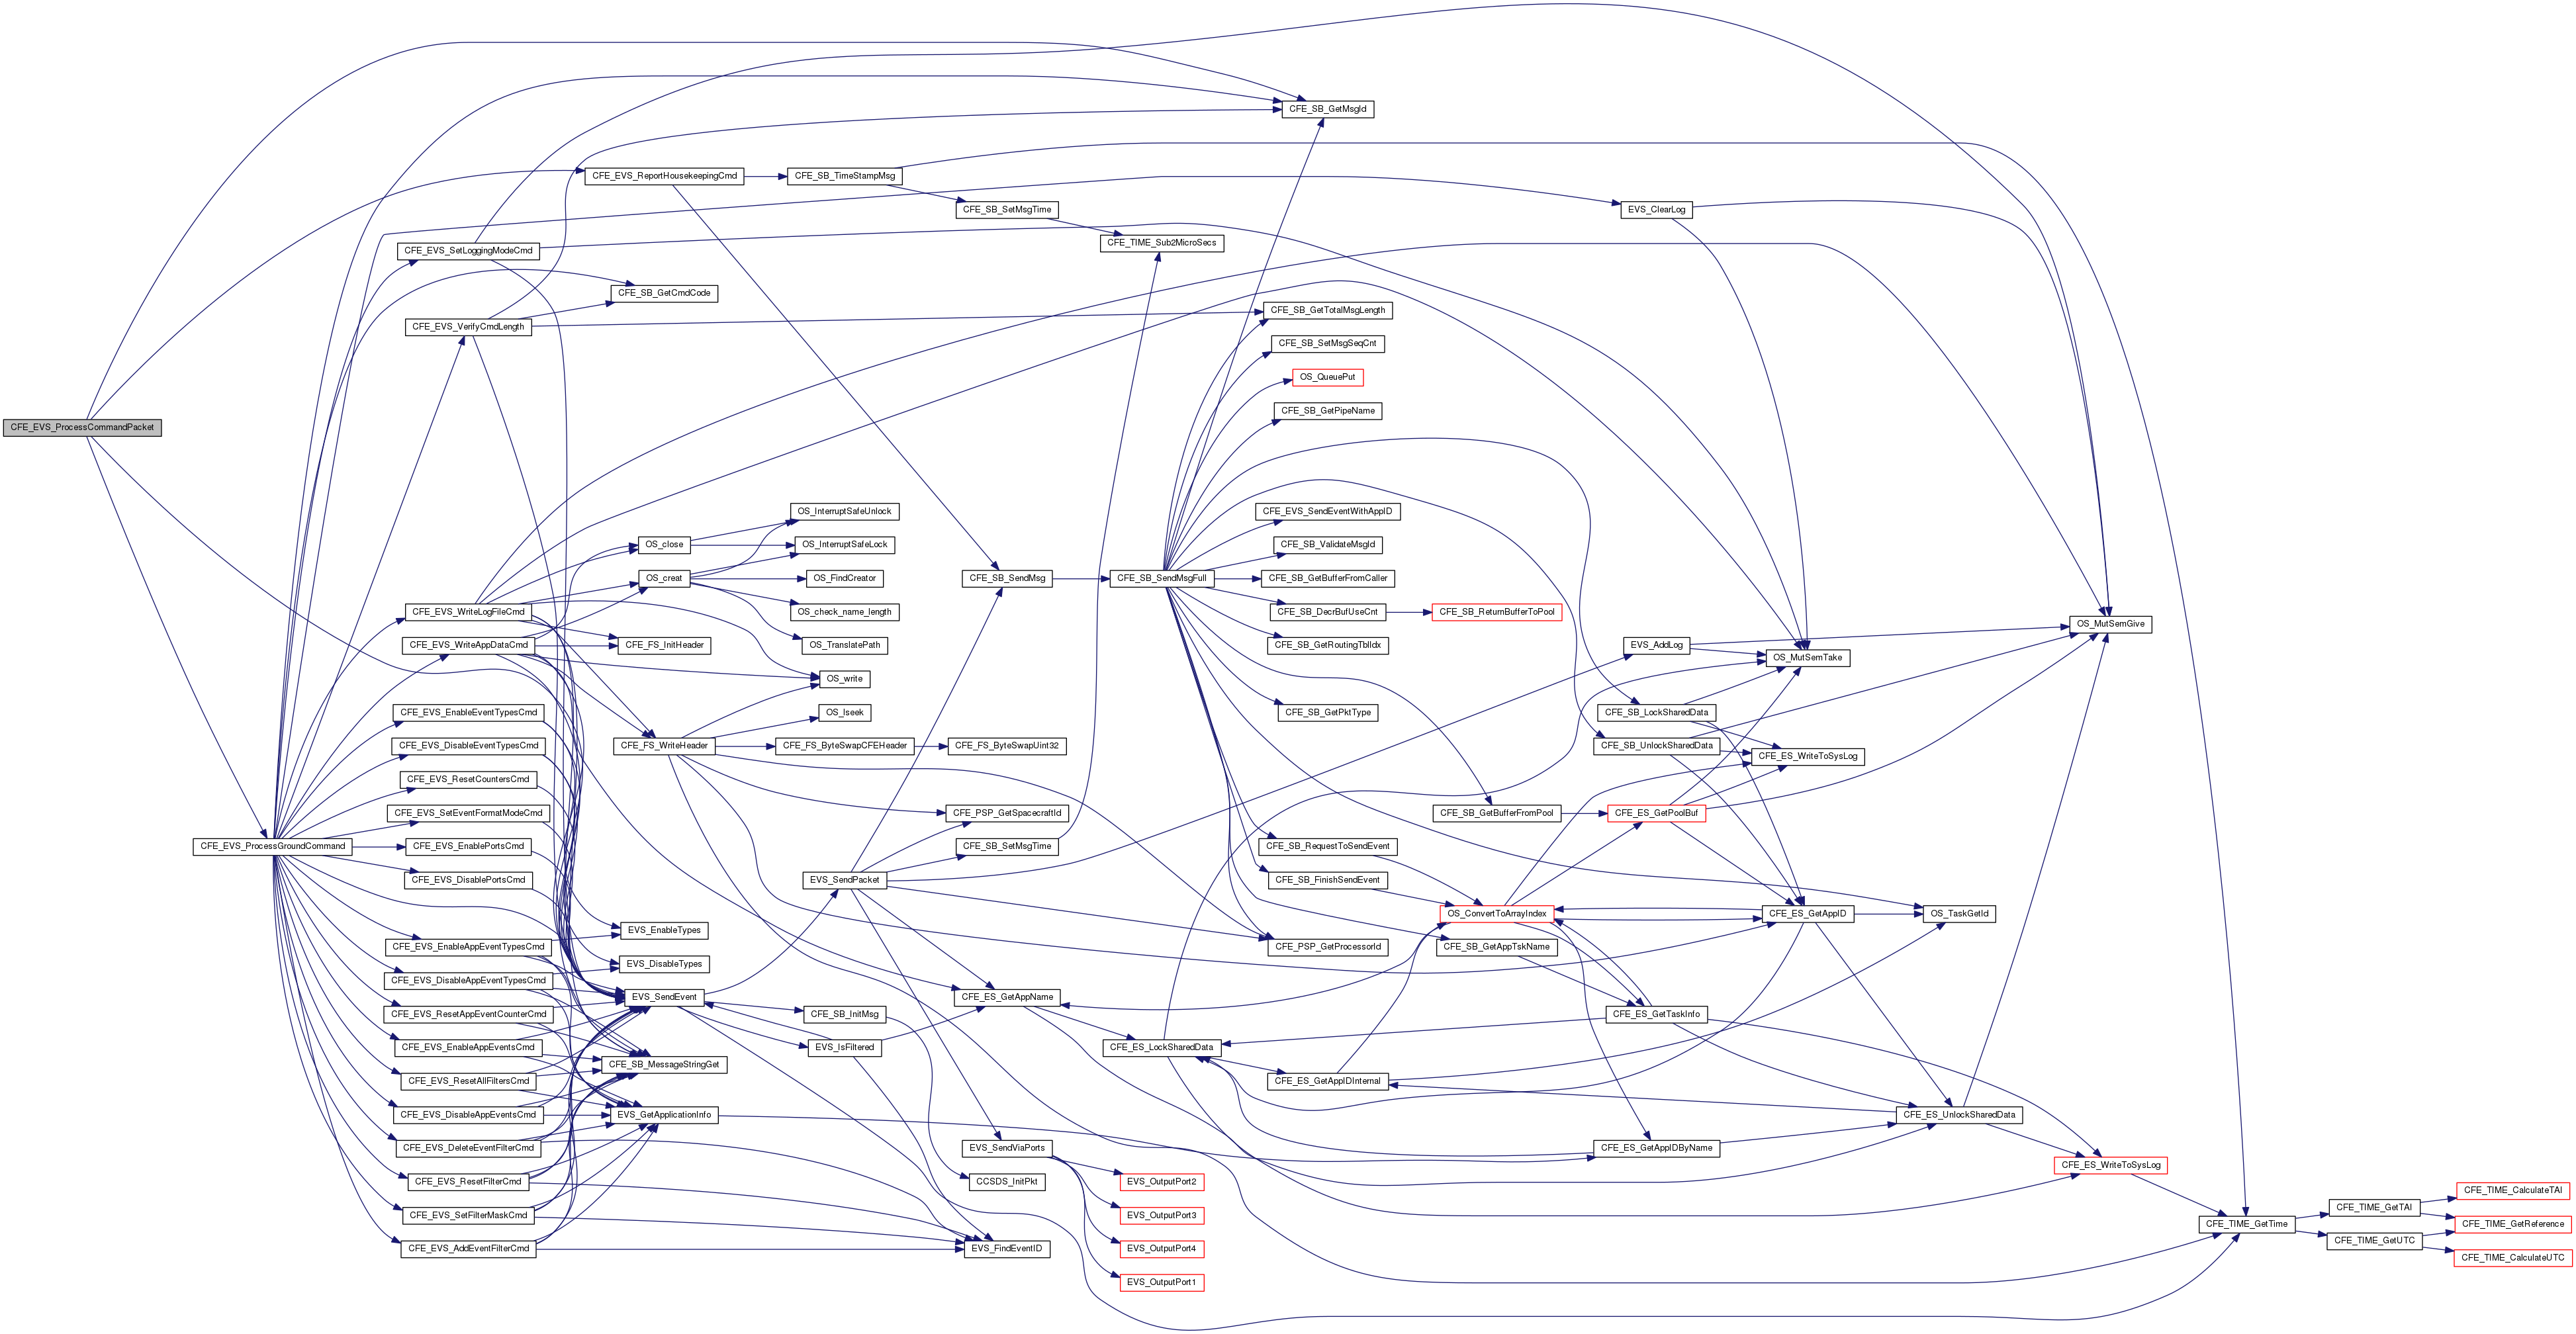 CFE_EVS_ProcessCommandPacket
CFE_EVS_ProcessGroundCommand
CFE_EVS_SetLoggingModeCmd
CFE_EVS_VerifyCmdLength
CFE_EVS_WriteLogFileCmd
CFE_EVS_WriteAppDataCmd
CFE_EVS_EnableEventTypesCmd
CFE_EVS_DisableEventTypesCmd
CFE_EVS_ResetCountersCmd
CFE_EVS_SetEventFormatModeCmd
CFE_EVS_EnablePortsCmd
CFE_EVS_DisablePortsCmd
CFE_EVS_EnableAppEventTypesCmd
CFE_EVS_DisableAppEventTypesCmd
CFE_EVS_ResetAppEventCounterCmd
CFE_EVS_EnableAppEventsCmd
CFE_EVS_ResetAllFiltersCmd
CFE_EVS_DisableAppEventsCmd
CFE_EVS_DeleteEventFilterCmd
CFE_EVS_ResetFilterCmd
CFE_EVS_SetFilterMaskCmd
CFE_EVS_AddEventFilterCmd
CFE_EVS_ReportHousekeepingCmd
CFE_SB_GetCmdCode
OS_close
OS_creat
CFE_FS_InitHeader
CFE_FS_WriteHeader
EVS_EnableTypes
EVS_DisableTypes
EVS_SendEvent
CFE_SB_MessageStringGet
EVS_GetApplicationInfo
CFE_SB_TimeStampMsg
OS_InterruptSafeUnlock
OS_InterruptSafeLock
OS_FindCreator
OS_check_name_length
OS_TranslatePath
OS_write
OS_lseek
CFE_FS_ByteSwapCFEHeader
EVS_SendPacket
CFE_SB_InitMsg
EVS_IsFiltered
CFE_SB_SetMsgTime
CFE_SB_SendMsg
CFE_FS_ByteSwapUint32
CFE_PSP_GetSpacecraftId
CFE_SB_SetMsgTime
CFE_ES_GetAppName
EVS_SendViaPorts
CCSDS_InitPkt
EVS_FindEventID
CFE_TIME_Sub2MicroSecs
CFE_SB_SendMsgFull
CFE_ES_LockSharedData
EVS_OutputPort2
EVS_OutputPort3
EVS_OutputPort4
EVS_OutputPort1
CFE_SB_GetMsgId
CFE_SB_GetTotalMsgLength
CFE_SB_SetMsgSeqCnt
OS_QueuePut
CFE_SB_GetPipeName
CFE_EVS_SendEventWithAppID
CFE_SB_ValidateMsgId
CFE_SB_GetBufferFromCaller
CFE_SB_DecrBufUseCnt
CFE_SB_GetRoutingTblIdx
CFE_SB_GetPktType
CFE_SB_RequestToSendEvent
CFE_SB_FinishSendEvent
CFE_PSP_GetProcessorId
CFE_ES_GetAppIDInternal
CFE_SB_ReturnBufferToPool
CFE_SB_GetBufferFromPool
OS_ConvertToArrayIndex
CFE_SB_GetAppTskName
EVS_ClearLog
EVS_AddLog
CFE_SB_LockSharedData
CFE_SB_UnlockSharedData
CFE_ES_GetPoolBuf
CFE_ES_GetTaskInfo
CFE_ES_GetAppIDByName
OS_MutSemTake
CFE_ES_WriteToSysLog
CFE_ES_GetAppID
OS_TaskGetId
CFE_ES_UnlockSharedData
OS_MutSemGive
CFE_ES_WriteToSysLog
CFE_TIME_GetTime
CFE_TIME_GetTAI
CFE_TIME_GetUTC
CFE_TIME_CalculateTAI
CFE_TIME_GetReference
CFE_TIME_CalculateUTC